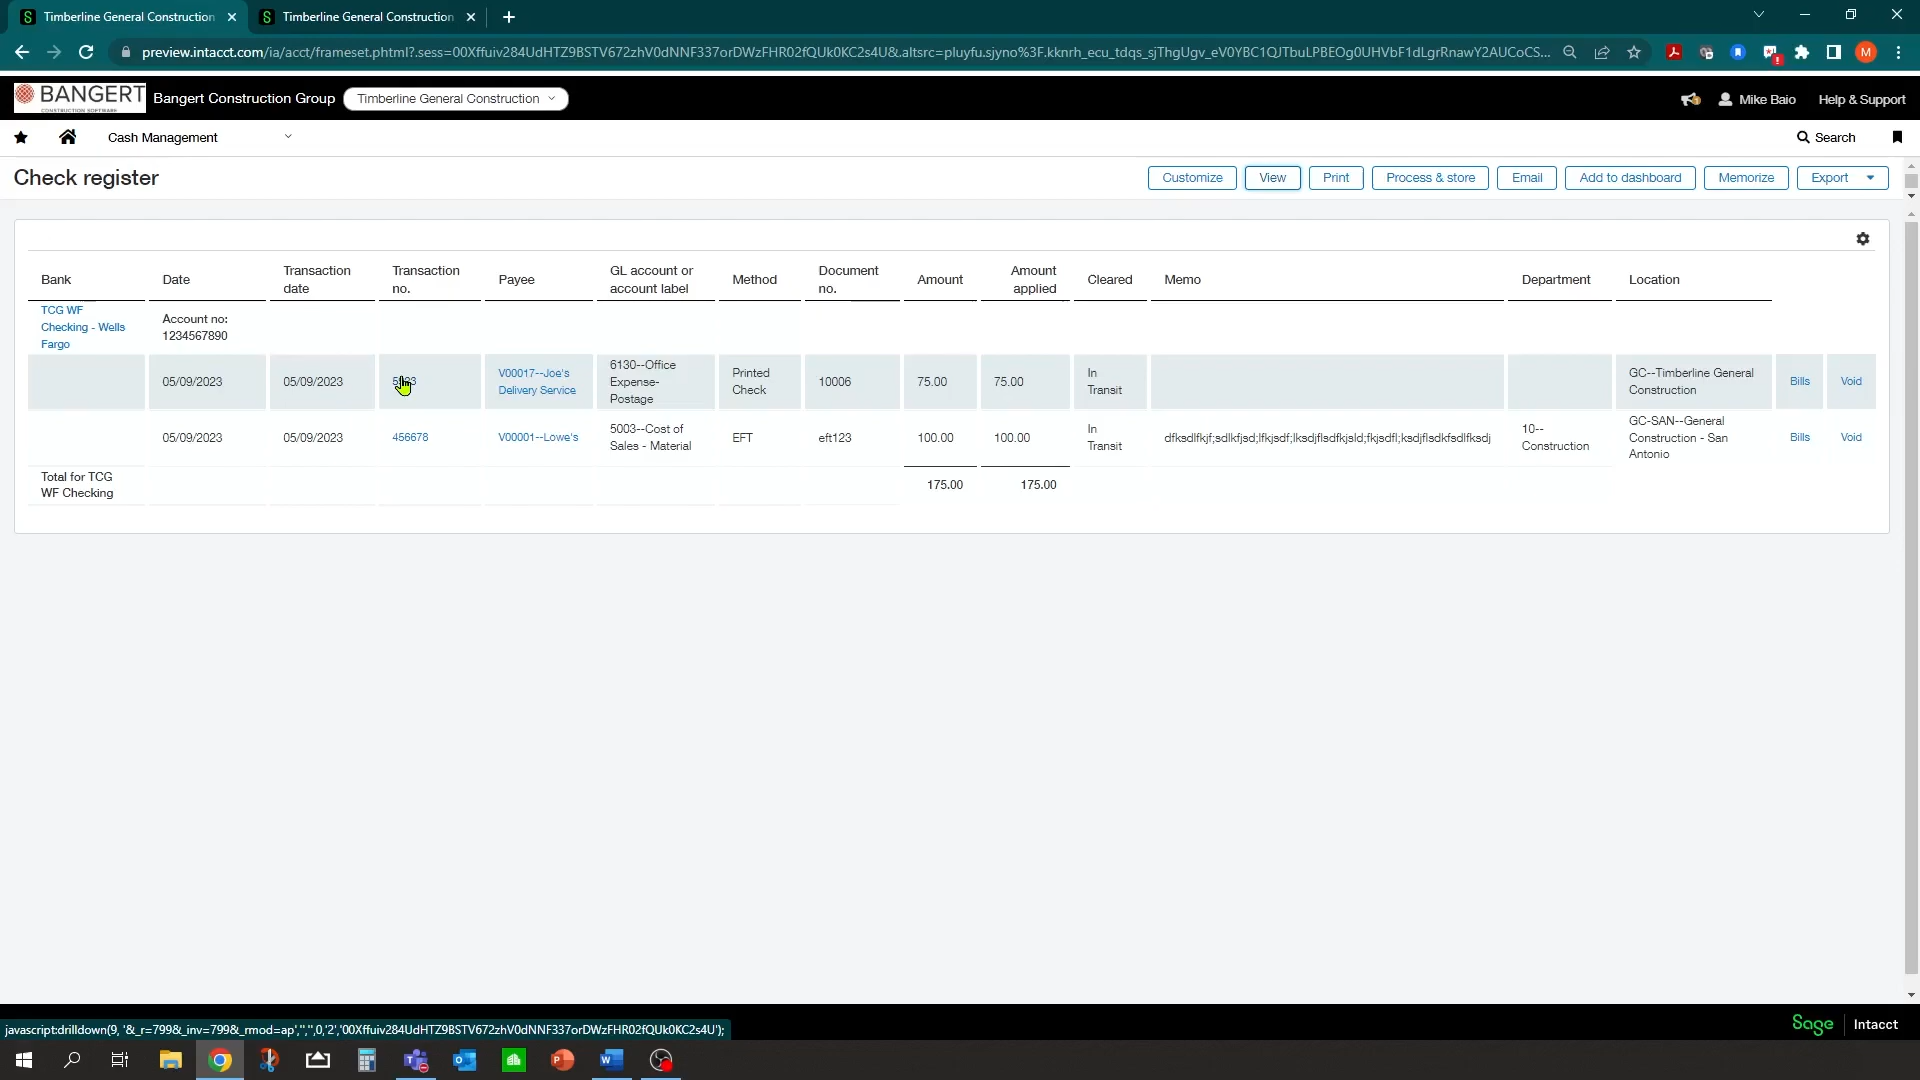 Timberline General Construction
Timberline General Construction
preview.intacct.com/ia/acct/frameset.phtml?.sess=00Xffuiv284UdHTZ9BSTV672zhV0dNNF337orDWzFHR02fQUk0KC2s4U&.altsrc=pluyfu.sjyno%3F.kknrh_ecu_tdqs_sjThgUgv_eV0YBC1QJTbuLPBEOg0UHVbF1dLgrRnawY2AUCoCS...
M
BANGERT
CONSTRUCTION SOFTWARE
Bangert Construction Group
Timberline General Construction
Mike Baio
Help & Support
Cash Management
Search
Check register
Customize
View
Print
Process & store
Email
Add to dashboard
Memorize
Export
Bank
Date
Transaction
date
Transaction
no.
Payee
GL account or
account label
Method
Document
no.
Amount
Amount
applied
Cleared
Memo
Department
Location
TCG WF
Checking - Wells
Fargo
Account no:
1234567890
05/09/2023
05/09/2023
V00017--Joe's
Delivery Service
6130--Office
Expense-
Postage
Printed
Check
10006
75.00
75.00
In
Transit
GC--Timberline General
Construction
Bills
Void
05/09/2023
05/09/2023
456678
V00001--Lowe's
5003--Cost of
Sales - Material
EFT
eft123
100.00
100.00
In
Transit
dfksdlfkjf;sdlkfjsd;lfkjsdf;lksdjflsdfkjsld;fkjsdfl;ksdjflsdkfsdlfksdj
10--
Construction
GC-SAN--General
Construction - San
Antonio
Bills
Void
Total for TCG
WF Checking
175.00
175.00
javascript:drilldown(9, '&_r=799&_inv=799&_rmod=ap','','',0,'2','00Xffuiv284UdHTZ9BSTV672zhV0dNNF337orDWzFHR02fQUk0KC2s4U');
Sage
Intacct